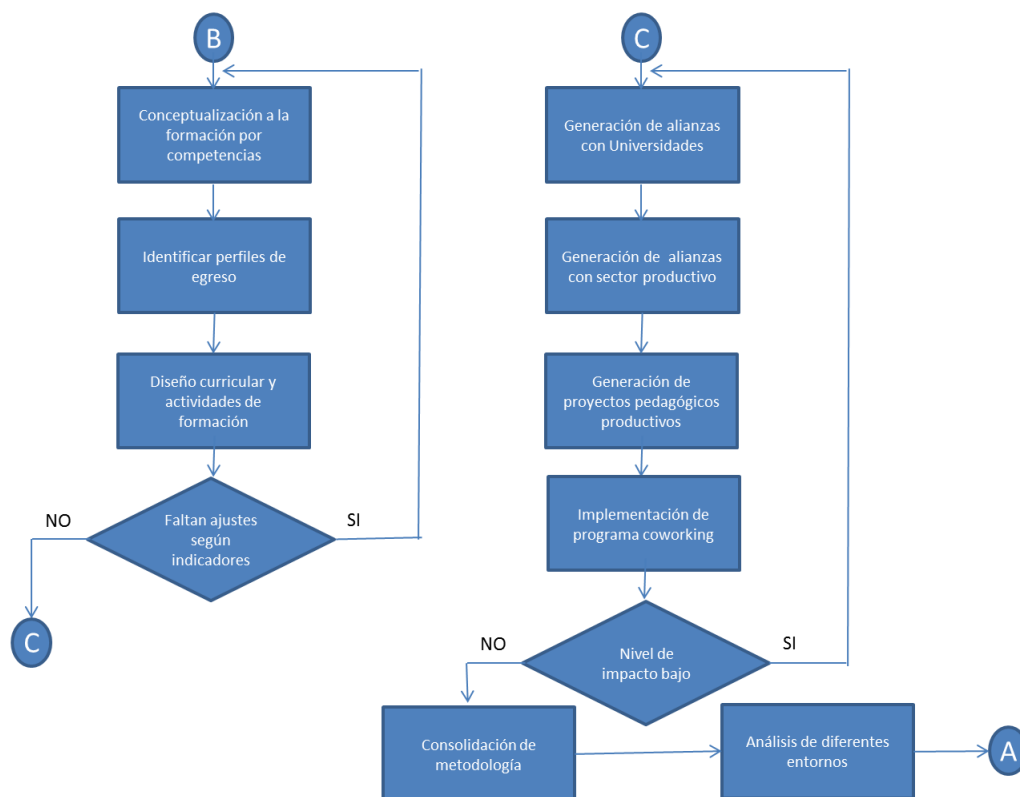 B
Conceptualización a la
formación por
competencias
Identificar perfiles de
egreso
Diseño curricular y
actividades de
formación
NO
Faltan ajustes
según
indicadores
SI
C
C
Generación de alianzas
con Universidades
Generación de alianzas
con sector productivo
Generación de
proyectos pedagógicos
productivos
Implementación de
programa coworking
NO
Nivel de
impacto bajo
SI
Consolidación de
metodología
Análisis de diferentes
entornos
A